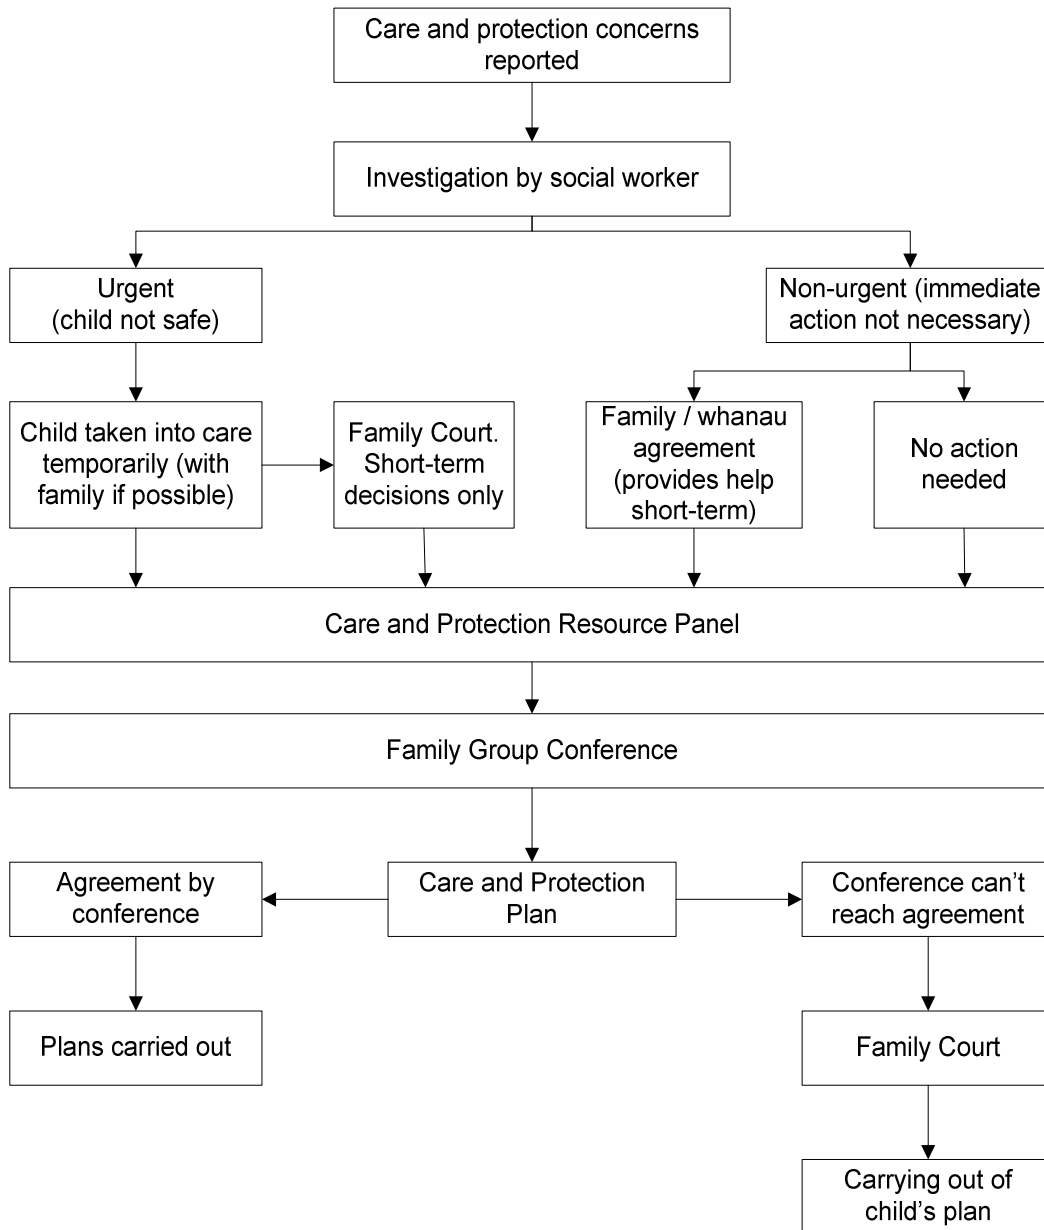 Care and protection concerns
reported
Investigation by social worker
Urgent
(child not safe)
Non-urgent (immediate
action not necessary)
Child taken into care
temporarily (with
family if possible)
Family Court.
Short-term
decisions only
Family / whanau
agreement
(provides help
short-term)
No action
needed
Care and Protection Resource Panel
Family Group Conference
Agreement by
conference
Care and Protection
Plan
Conference can’t
reach agreement
Plans carried out
Family Court
Carrying out of
child’s plan